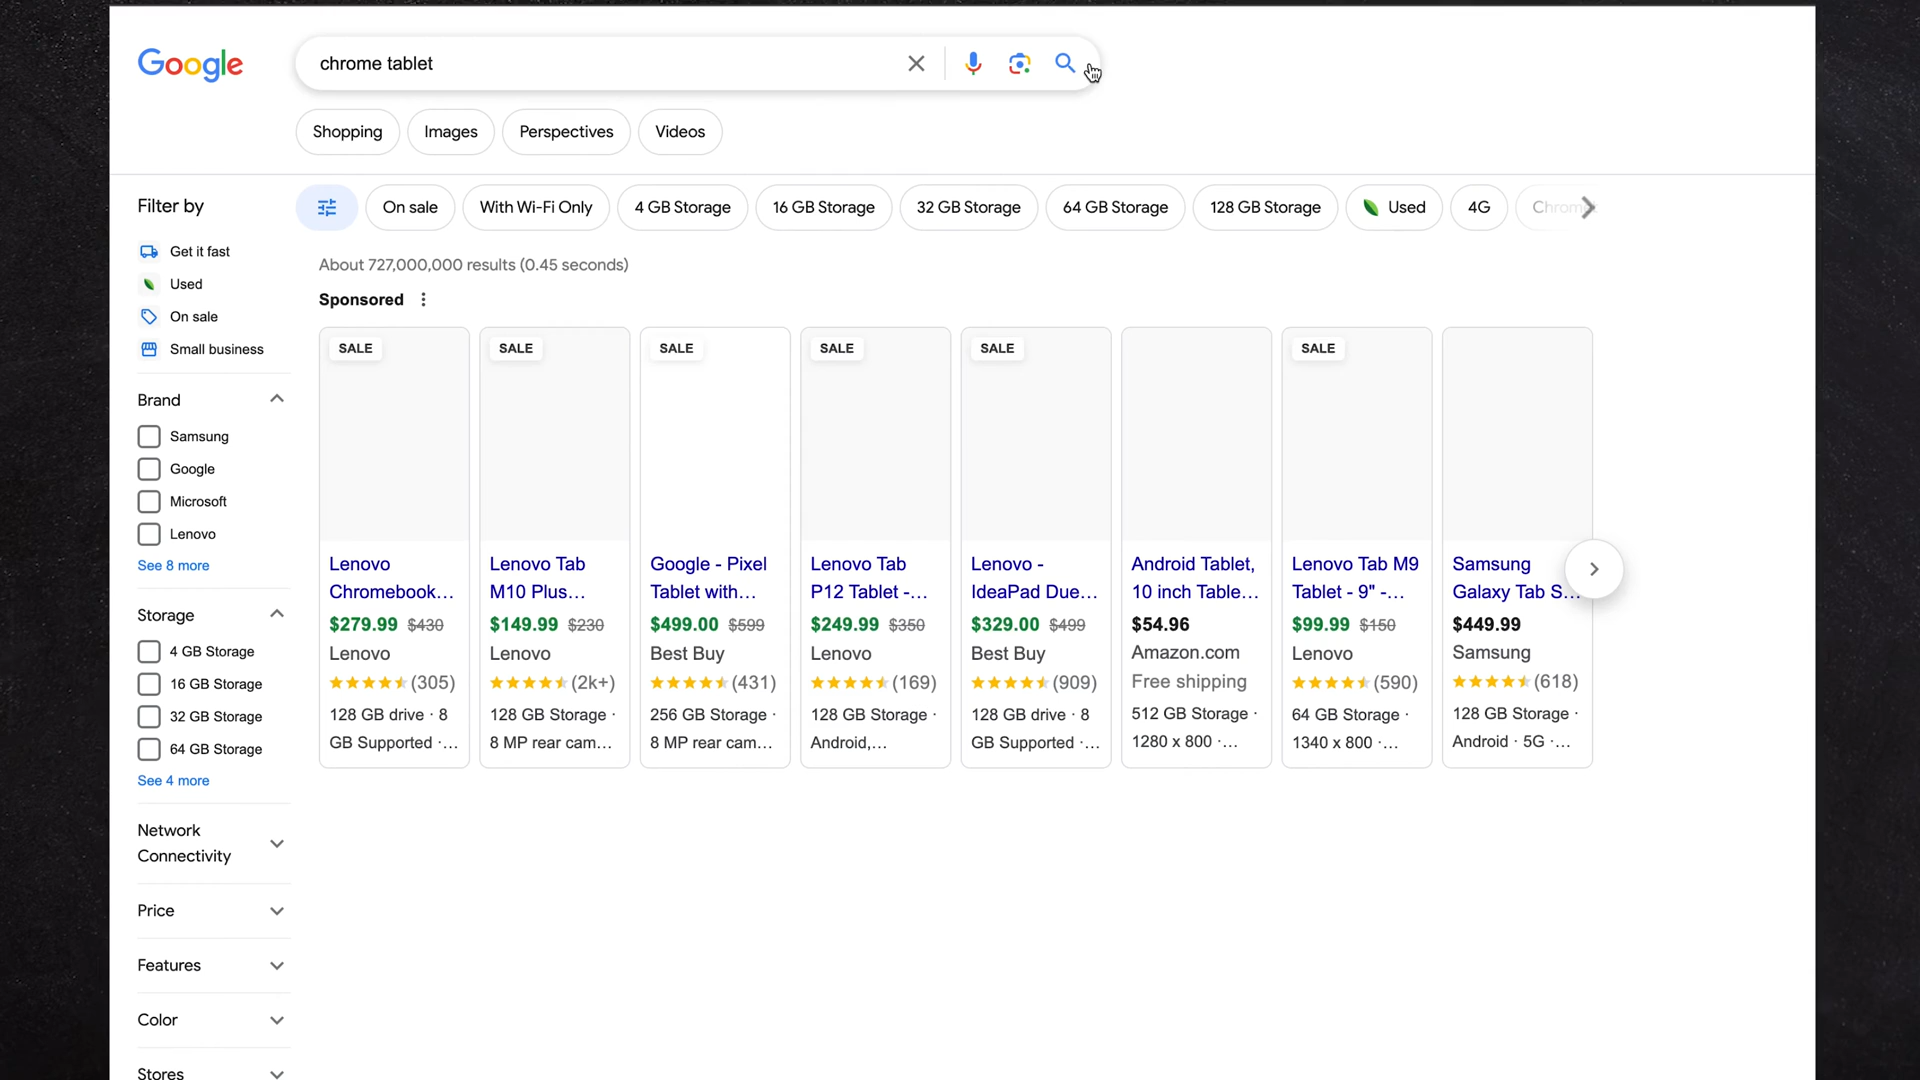 Google
chrome tablet
Shopping
Images
Perspectives
Videos
Filter by
Get it fast
Used
On sale
Small business
Brand
Samsung
Google
Microsoft
Lenovo
See 8 more
Storage
4 GB Storage
16 GB Storage
32 GB Storage
64 GB Storage
See 4 more
Network
Connectivity
Price
Features
Color
Stores
On sale
With Wi-Fi Only
4 GB Storage
16 GB Storage
32 GB Storage
64 GB Storage
128 GB Storage
Used
4G
About 727,000,000 results (0.45 seconds)
Sponsored
SALE
Lenovo
Chromebook...
$279.99 $430
Lenovo
(305)
128 GB drive · 8
GB Supported ·...
SALE
Lenovo Tab
M10 Plus...
$149.99 $230
Lenovo
(2k+)
128 GB Storage ·
8 MP rear cam...
SALE
Google - Pixel
Tablet with...
$499.00 $599
Best Buy
(431)
256 GB Storage ·
8 MP rear cam...
SALE
Lenovo Tab
P12 Tablet -...
$249.99 $350
Lenovo
(169)
128 GB Storage ·
Android,...
SALE
Lenovo -
IdeaPad Due...
$329.00 $499
Best Buy
(909)
128 GB drive · 8
GB Supported ·...
Android Tablet,
10 inch Table...
$54.96
Amazon.com
Free shipping
512 GB Storage ·
1280 x 800 ·...
SALE
Lenovo Tab M9
Tablet - 9" -...
$99.99 $150
Lenovo
(590)
64 GB Storage ·
1340 x 800 ·...
Samsung
Galaxy Tab S...
$449.99
Samsung
(618)
128 GB Storage ·
Android · 5G ·...